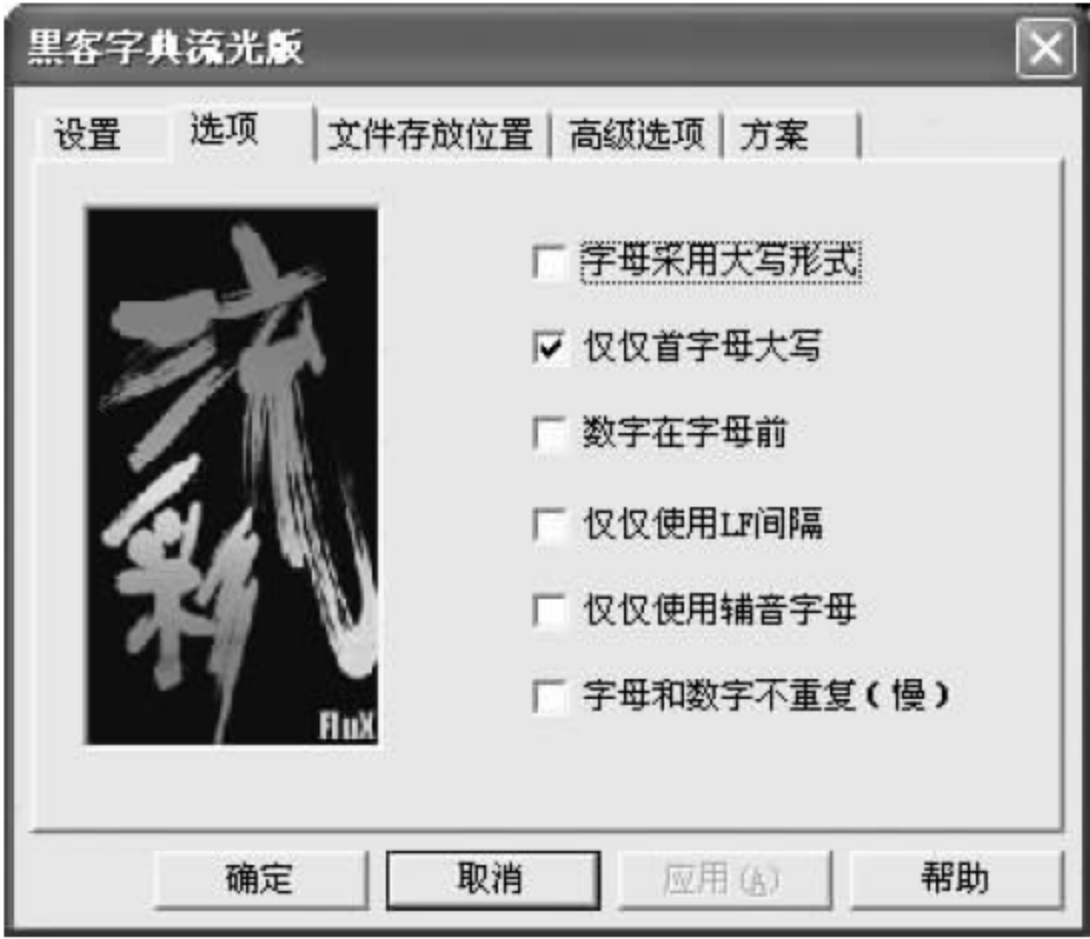 黑客字典流光版
设置 选项 文件存放位置 高级选项 方案
字母采用大写形式
仅仅首字母大写
数字在字母前
仅仅使用LF间隔
仅仅使用辅音字母
字母和数字不重复(慢)
FluX
确定 取消 应用(A) 帮助